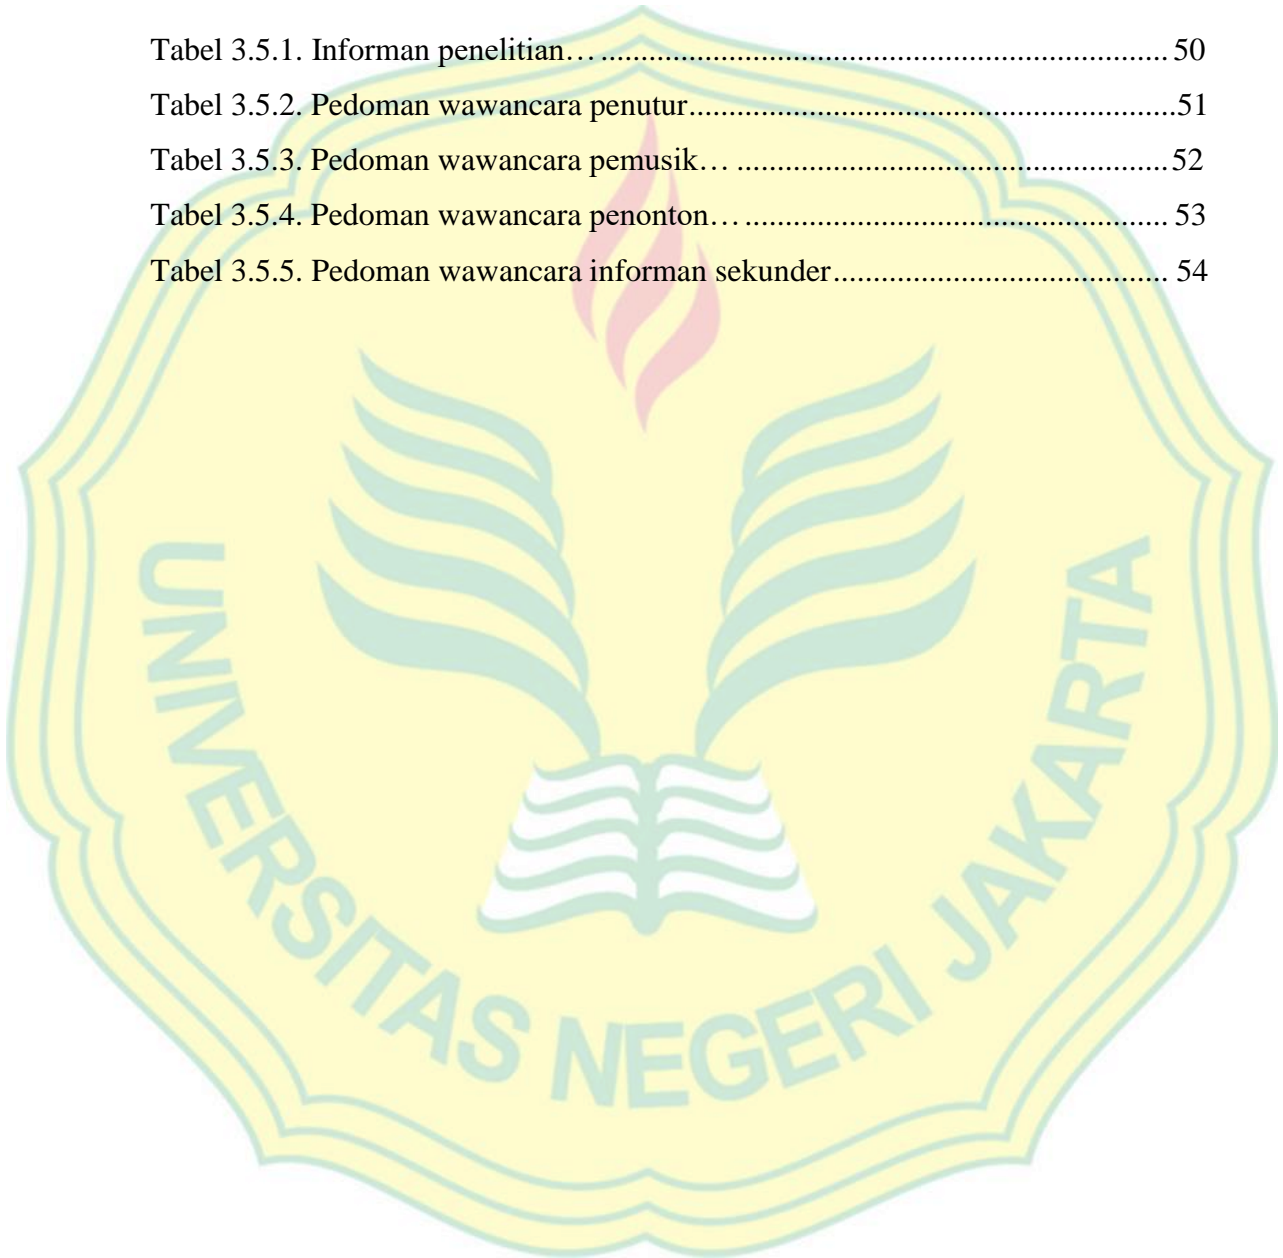 Tabel 3.5.1. Informan penelitian… ........................................................................ 50
Tabel 3.5.2. Pedoman wawancara penutur.............................................................51
Tabel 3.5.3. Pedoman wawancara pemusik… ......................................................52
Tabel 3.5.4. Pedoman wawancara penonton… ..................................................... 53
Tabel 3.5.5. Pedoman wawancara informan sekunder.......................................... 54
UNIVERSITAS NEGERI JAKARTA